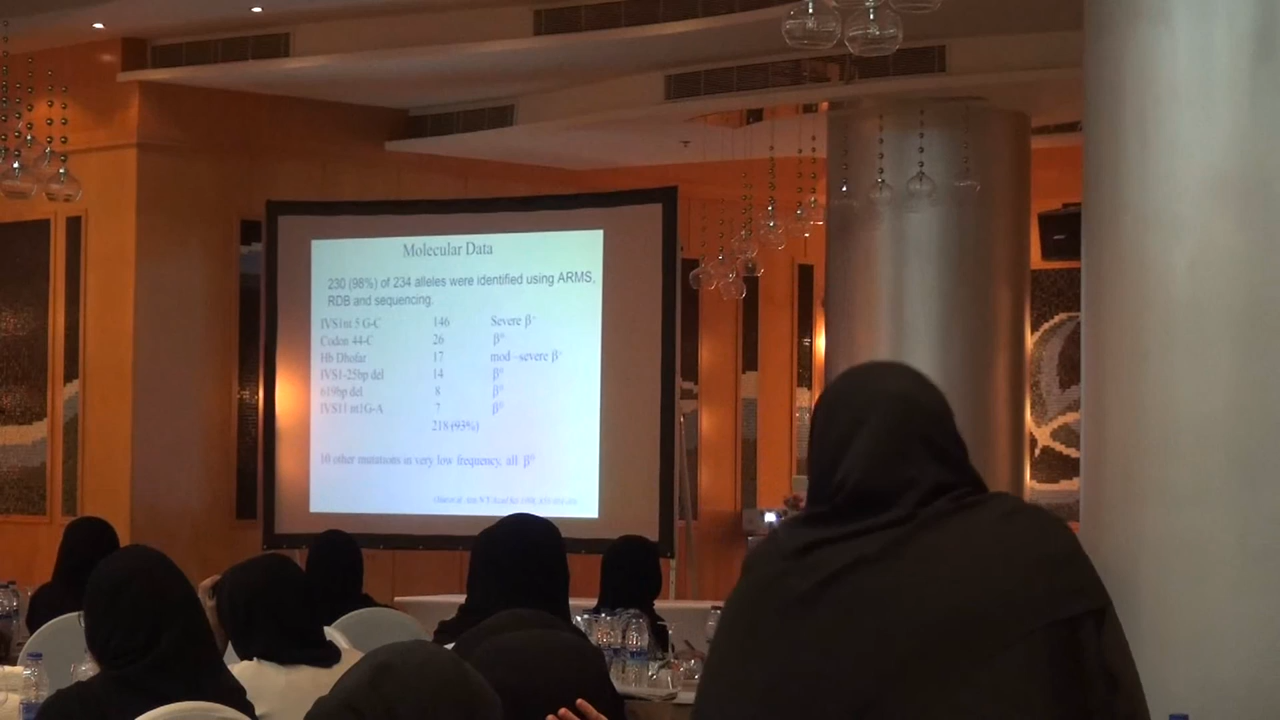 Molecular Data
230 (98%) of 234 alleles were identified using ARMS,
RDB and sequencing.
IVS1nt 5 G-C 146 Severe β⁺
Codon 44-C 26 β⁰
Hb Dhofar 17 mod –severe β⁺
IVS1-25bp del 14 β⁰
619bp del 8 β⁰
IVS11 nt1G-A 7 β⁰
218 (93%)
10 other mutations in very low frequency, all β⁰